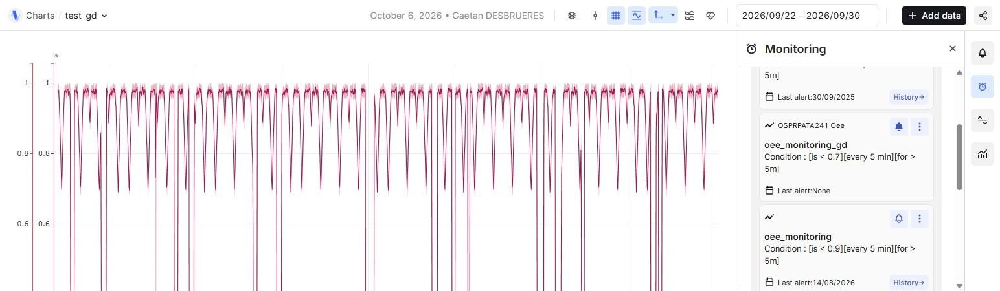 Charts / test_gd
October 6, 2026 • Gaetan DESBRUERES
2026/09/22 – 2026/09/30
+ Add data
*
1 1
0.8 0.8
0.6 0.6
Monitoring
5m]
Last alert:30/09/2025
History→
OSPRPATA241 Oee
oee_monitoring_gd
Condition : [is < 0.7][every 5 min][for >
5m]
Last alert:None
oee_monitoring
Condition : [is < 0.9][every 5 min][for >
5m]
Last alert:14/08/2026
History→